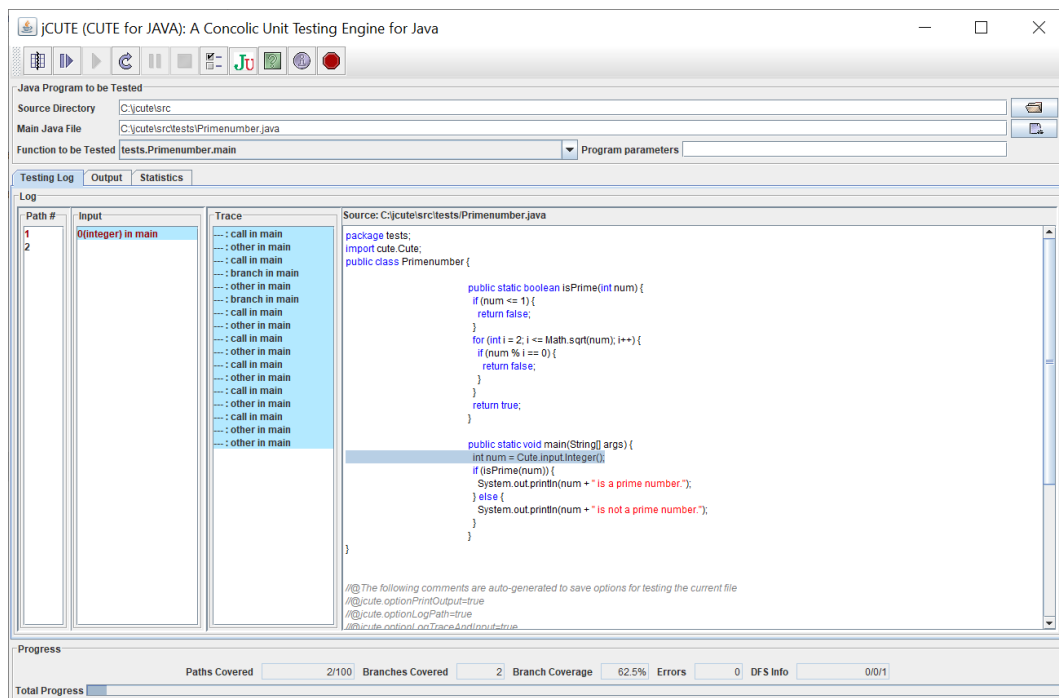 jCUTE (CUTE for JAVA): A Concolic Unit Testing Engine for Java
JU
Java Program to be Tested
Source Directory C:\jcute\src
Main Java File C:\jcute\src\tests\Primenumber.java
Function to be Tested tests.Primenumber.main Program parameters
Testing Log Output Statistics
Log
Path # Input Trace Source: C:\jcute\src\tests/Primenumber.java
1
2
0(integer) in main
--- : call in main
--- : other in main
--- : call in main
--- : branch in main
--- : other in main
--- : branch in main
--- : call in main
--- : other in main
--- : call in main
--- : other in main
--- : call in main
--- : other in main
--- : call in main
--- : other in main
--- : call in main
--- : other in main
--- : other in main
package tests;
import cute.Cute;
public class Primenumber {
public static boolean isPrime(int num) {
if (num <= 1) {
return false;
}
for (int i = 2; i <= Math.sqrt(num); i++) {
if (num % i == 0) {
return false;
}
}
return true;
}
public static void main(String[] args) {
int num = Cute.input.Integer();
if (isPrime(num)) {
System.out.println(num + " is a prime number.");
} else {
System.out.println(num + " is not a prime number.");
}
}
}
//@The following comments are auto-generated to save options for testing the current file
//@jcute.optionPrintOutput=true
//@jcute.optionLogPath=true
//@jcute.optionLogTraceAndInput=true
Progress
Paths Covered 2/100 Branches Covered 2 Branch Coverage 62.5% Errors 0 DFS Info 0/0/1
Total Progress